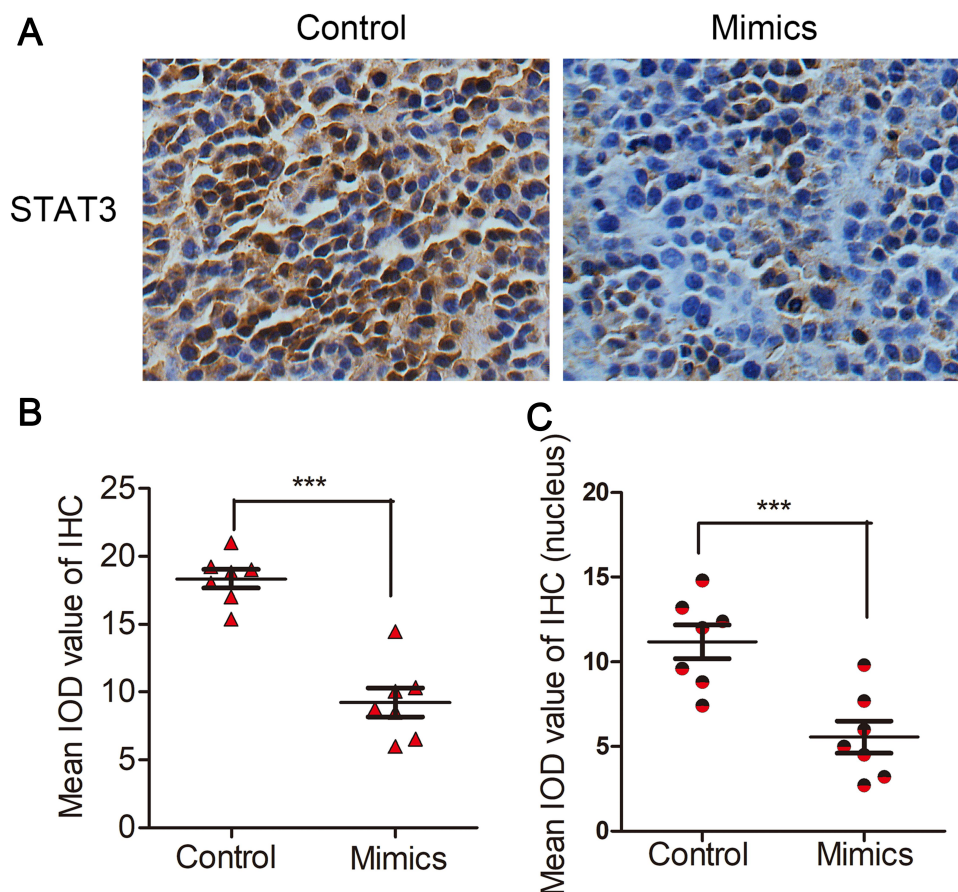 A
Control
Mimics
STAT3
B
Mean IOD value of IHC
25
20
15
10
5
0
***
Control
Mimics
C
Mean IOD value of IHC (nucleus)
20
15
10
5
0
***
Control
Mimics